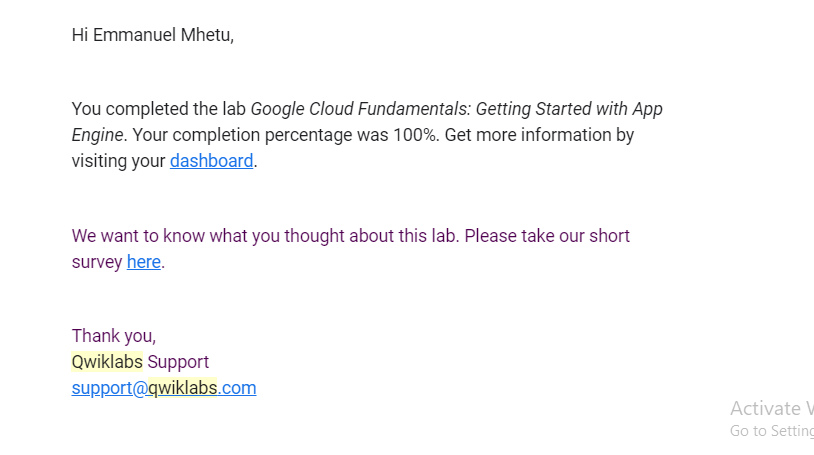 Hi Emmanuel Mhetu,
You completed the lab Google Cloud Fundamentals: Getting Started with App
Engine. Your completion percentage was 100%. Get more information by
visiting your dashboard.
We want to know what you thought about this lab. Please take our short
survey here.
Thank you,
Qwiklabs Support
support@qwiklabs.com
Activate
Go to Setting